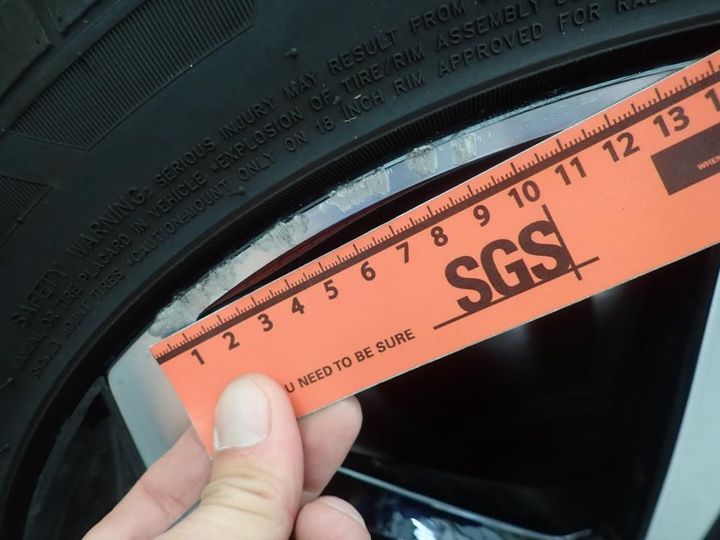 SAFETY WARNING: SERIOUS INJURY MAY RESULT FROM
TIRE PLACARD IN VEHICLE •EXPLOSION OF TIRE/RIM ASSEMBLY
TIRES -CAUTION:MOUNT ONLY ON 18 INCH RIM APPROVED FOR
1 2 3 4 5 6 7 8 9 10 11 12 13
SGS
U NEED TO BE SURE
WHEN